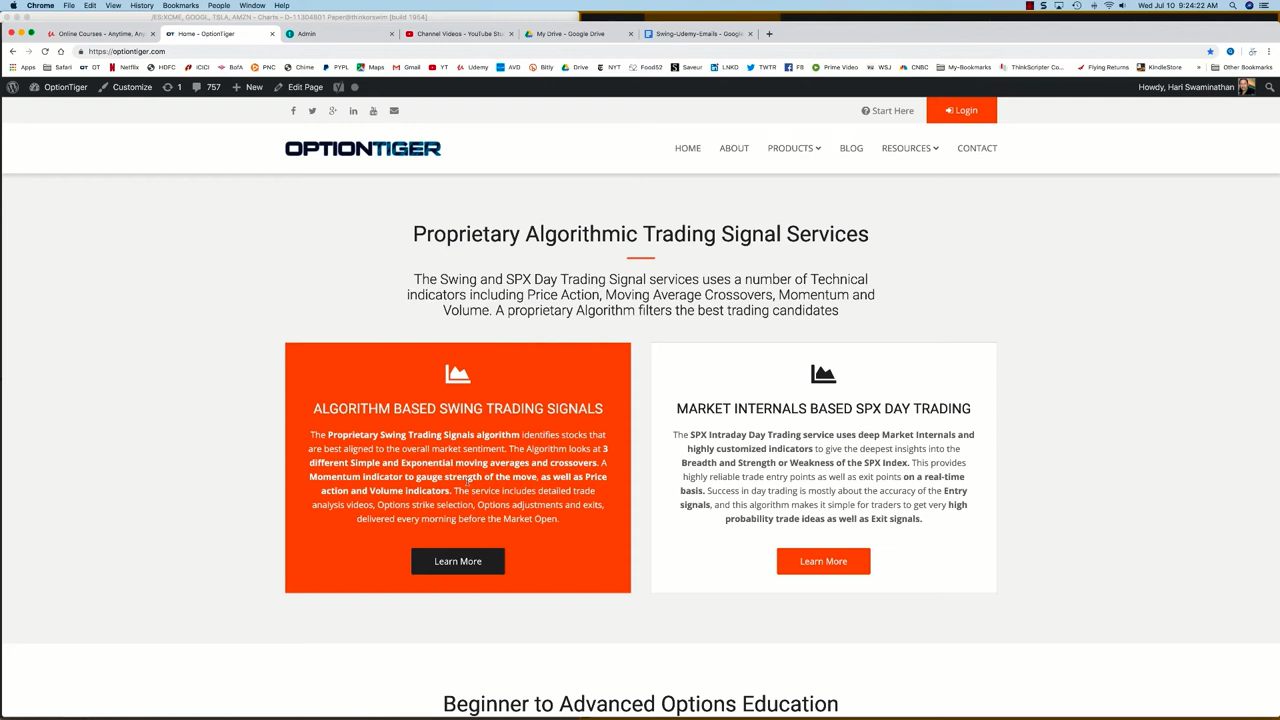 Chrome File Edit View History Bookmarks People Window Help Wed Jul 10 9:24:22 AM
/ES:XCME, GOOGL, TSLA, AMZN - Charts - D-11304801 Paper@thinkorswim [build 1954]
Online Courses - Anytime, Any Home - OptionTiger Admin Channel Videos - YouTube Stu My Drive - Google Drive Swing-Udemy-Emails - Google
https://optiontiger.com
Apps Safari OT Netflix HDFC ICICI BofA PNC Chime PYPL Maps Gmail YT Udemy AVD Bitly Drive NYT Food52 Saveur LNKD TWTR FB Prime Video WSJ CNBC My-Bookmarks ThinkScripter Co... Flying Returns KindleStore Other Bookmarks
OptionTiger Customize 1 757 New Edit Page Howdy, Hari Swaminathan
Start Here Login
OPTIONTIGER
HOME ABOUT PRODUCTS BLOG RESOURCES CONTACT
Proprietary Algorithmic Trading Signal Services
The Swing and SPX Day Trading Signal services uses a number of Technical
indicators including Price Action, Moving Average Crossovers, Momentum and
Volume. A proprietary Algorithm filters the best trading candidates
ALGORITHM BASED SWING TRADING SIGNALS
The Proprietary Swing Trading Signals algorithm identifies stocks that
are best aligned to the overall market sentiment. The Algorithm looks at 3
different Simple and Exponential moving averages and crossovers. A
Momentum indicator to gauge strength of the move, as well as Price
action and Volume indicators. The service includes detailed trade
analysis videos, Options strike selection, Options adjustments and exits,
delivered every morning before the Market Open.
Learn More
MARKET INTERNALS BASED SPX DAY TRADING
The SPX Intraday Day Trading service uses deep Market Internals and
highly customized indicators to give the deepest insights into the
Breadth and Strength or Weakness of the SPX Index. This provides
highly reliable trade entry points as well as exit points on a real-time
basis. Success in day trading is mostly about the accuracy of the Entry
signals, and this algorithm makes it simple for traders to get very high
probability trade ideas as well as Exit signals.
Learn More
Beginner to Advanced Options Education